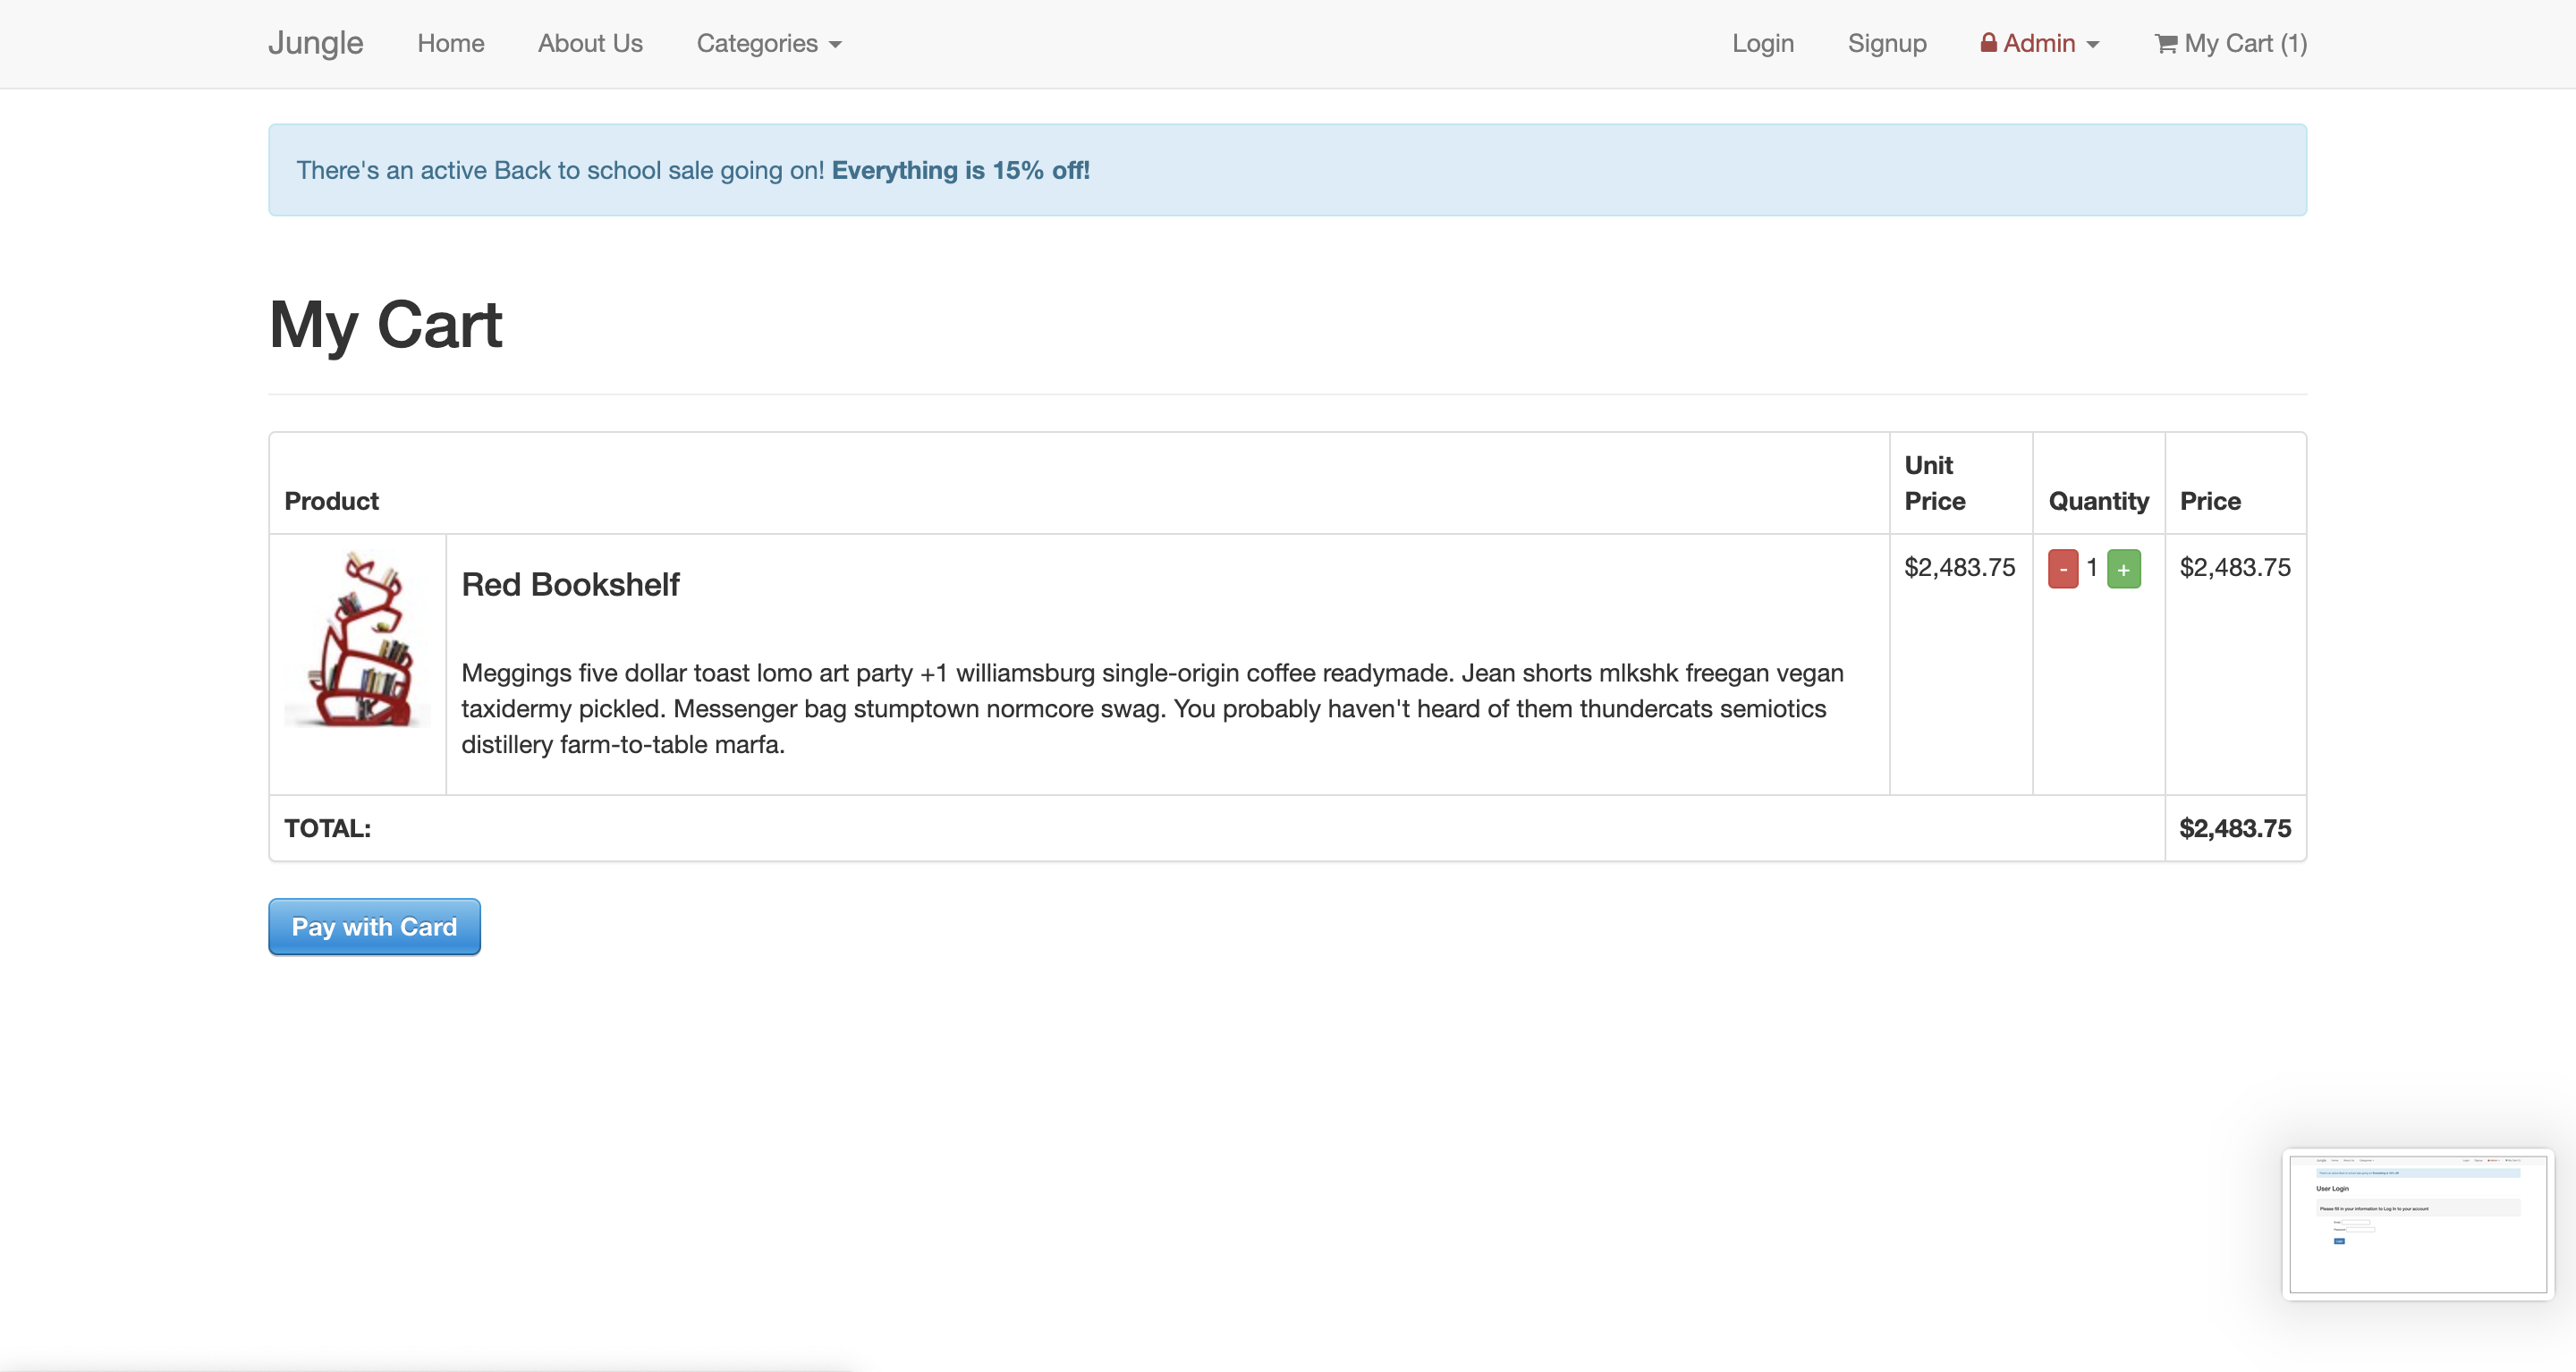 Jungle Home About Us Categories Login Signup Admin My Cart (1)
There's an active Back to school sale going on! Everything is 15% off!
My Cart
Product Unit Price Quantity Price
Red Bookshelf $2,483.75 - 1 + $2,483.75
Meggings five dollar toast lomo art party +1 williamsburg single-origin coffee readymade. Jean shorts mlkshk freegan vegan
taxidermy pickled. Messenger bag stumptown normcore swag. You probably haven't heard of them thundercats semiotics
distillery farm-to-table marfa.
TOTAL: $2,483.75
Pay with Card
User Login
Please fill in your information to Log In to your account